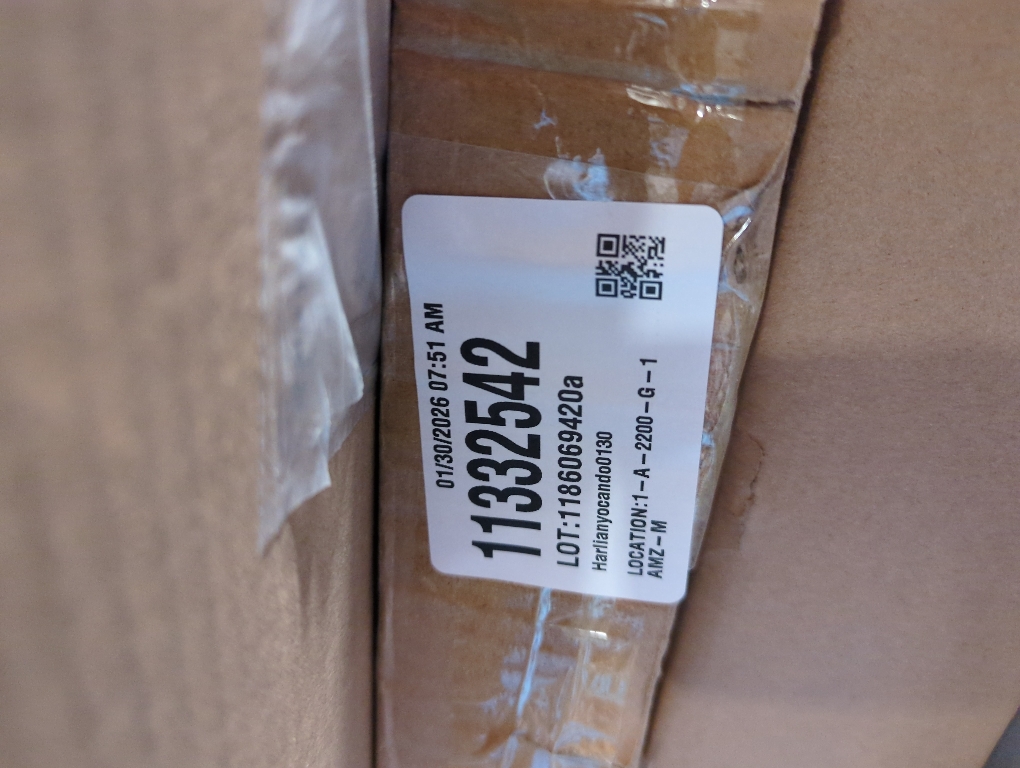 01/30/2026 07:51 AM
11332542
LOT:1186069420a
Harlianyocando0130
LOCATION:1-A-2200-G-1
AMZ-M